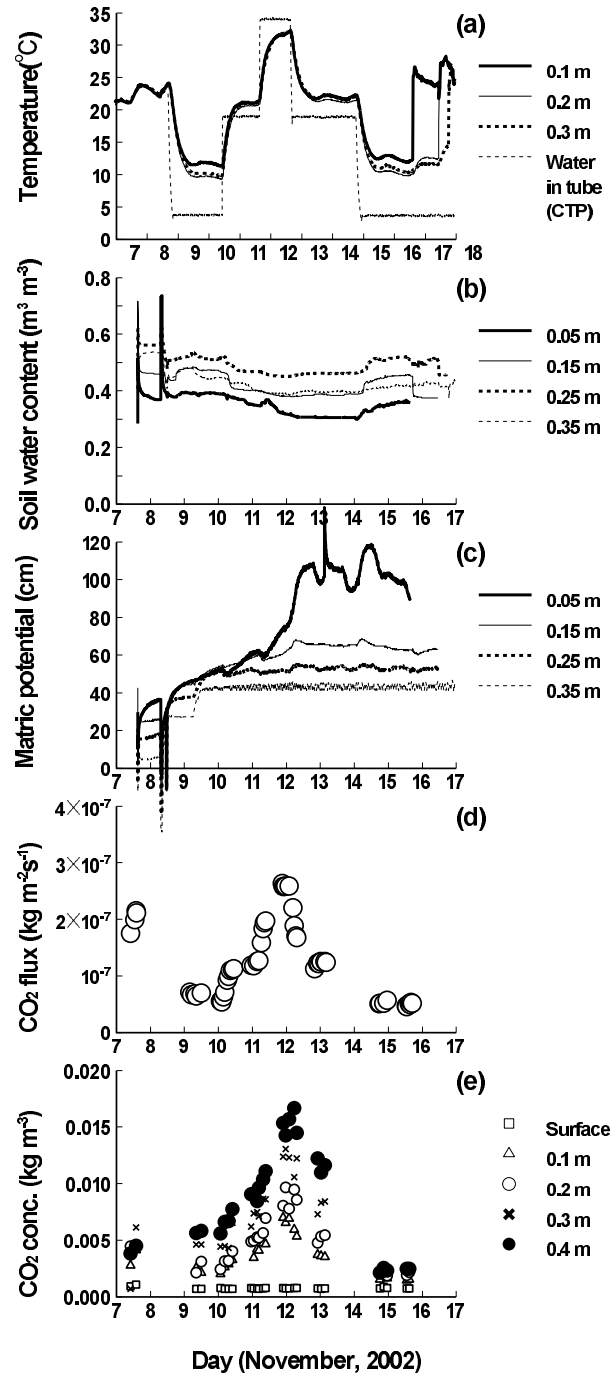 (a)
Temperature(°C)
35
30
25
20
15
10
5
0
7 8 9 10 11 12 13 14 15 16 17 18
0.1 m
0.2 m
0.3 m
Water
in tube
(CTP)
(b)
Soil water content (m³ m⁻³)
0.8
0.6
0.4
0.2
0.0
7 8 9 10 11 12 13 14 15 16 17
0.05 m
0.15 m
0.25 m
0.35 m
(c)
Matric potential (cm)
120
100
80
60
40
20
0
7 8 9 10 11 12 13 14 15 16 17
0.05 m
0.15 m
0.25 m
0.35 m
(d)
CO₂ flux (kg m⁻²s⁻¹)
4×10⁻⁷
3×10⁻⁷
2×10⁻⁷
10⁻⁷
0
7 8 9 10 11 12 13 14 15 16 17
(e)
CO₂ conc. (kg m⁻³)
0.020
0.015
0.010
0.005
0.000
7 8 9 10 11 12 13 14 15 16 17
Surface
0.1 m
0.2 m
0.3 m
0.4 m
Day (November, 2002)